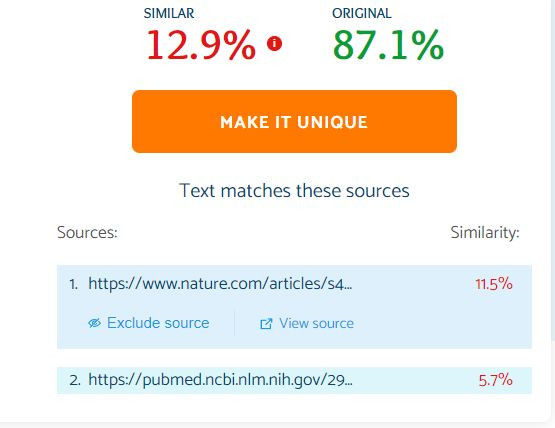 SIMILAR ORIGINAL
12.9% i 87.1%
MAKE IT UNIQUE
Text matches these sources
Sources: Similarity:
1. https://www.nature.com/articles/s4... 11.5%
Exclude source View source
2. https://pubmed.ncbi.nlm.nih.gov/29... 5.7%